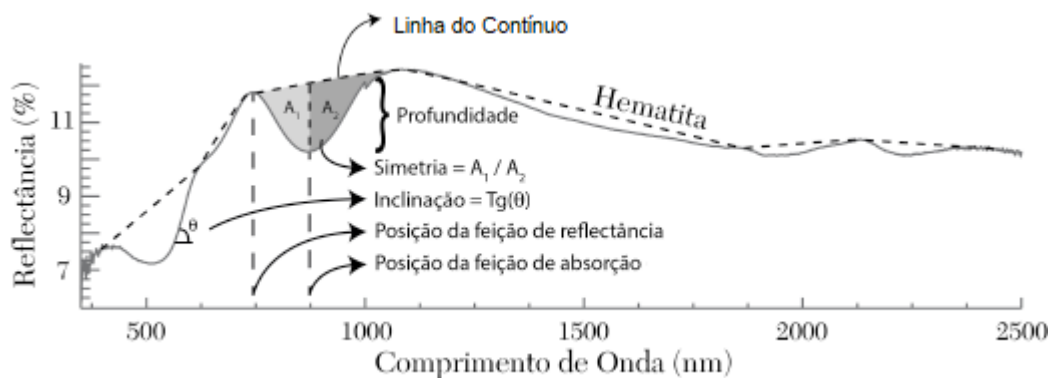 Linha do Contínuo
Reflectância (%)
11
9
7
A1
A2
Profundidade
Hematita
Simetria = A1 / A2
θ
Inclinação = Tg(θ)
Posição da feição de reflectância
Posição da feição de absorção
500
1000
1500
2000
2500
Comprimento de Onda (nm)